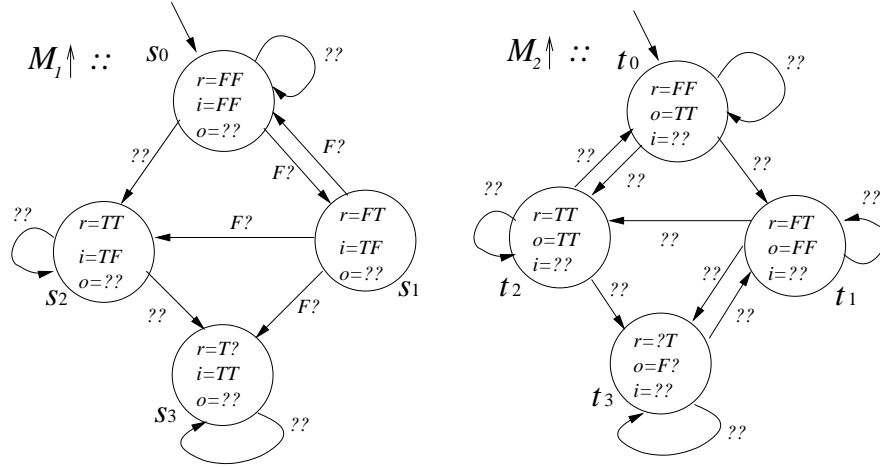 M1↑ ::
s0
r=FF
i=FF
o=??
??
??
F?
F?
r=TT
i=TF
o=??
s2
??
F?
r=FT
i=TF
o=??
s1
??
F?
r=T?
i=TT
o=??
s3
??
M2↑ ::
t0
r=FF
o=TT
i=??
??
??
??
??
r=TT
o=TT
i=??
t2
??
??
r=FT
o=FF
i=??
t1
??
??
??
??
r=?T
o=F?
i=??
t3
??